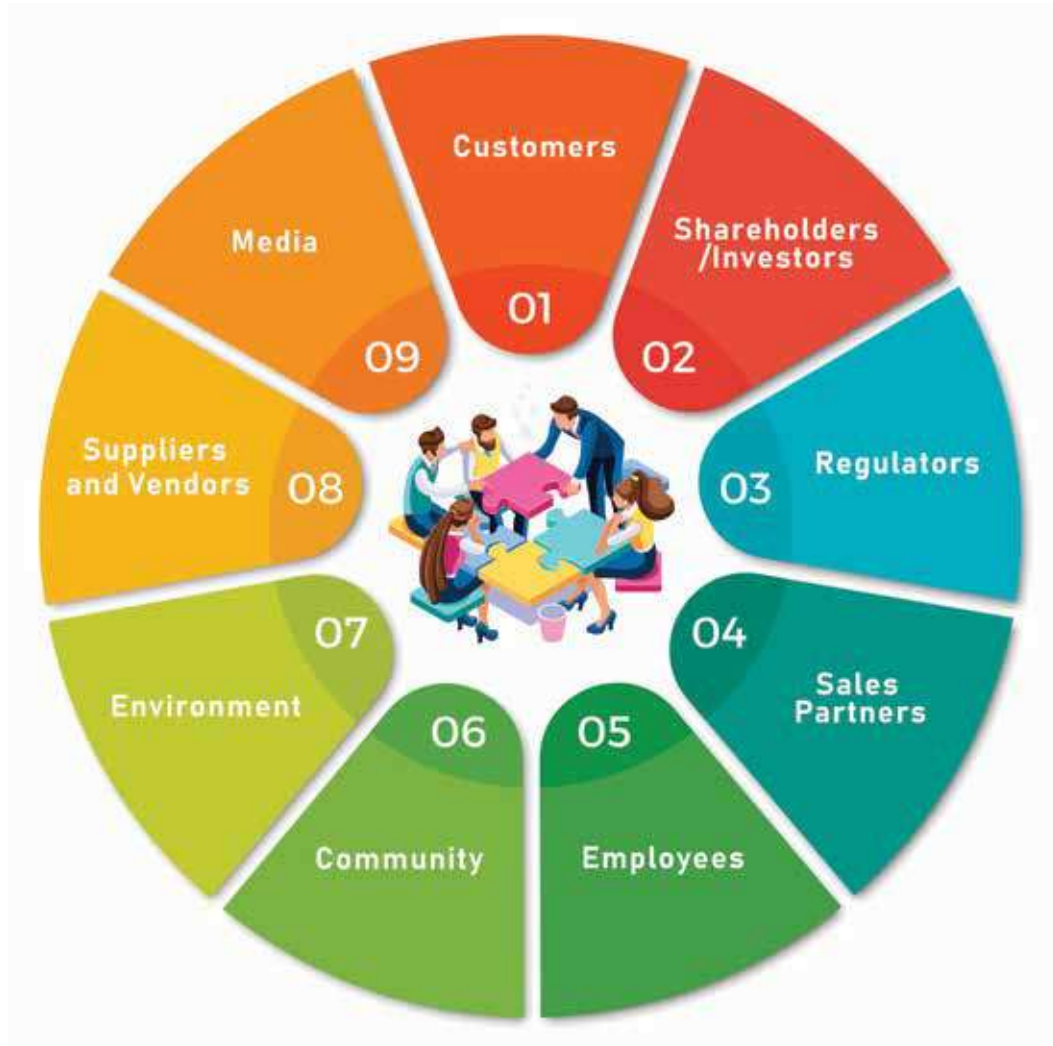 Customers
01
Shareholders
/Investors
02
Regulators
03
Sales
Partners
04
Employees
05
Community
06
Environment
07
Suppliers
and Vendors
08
Media
09